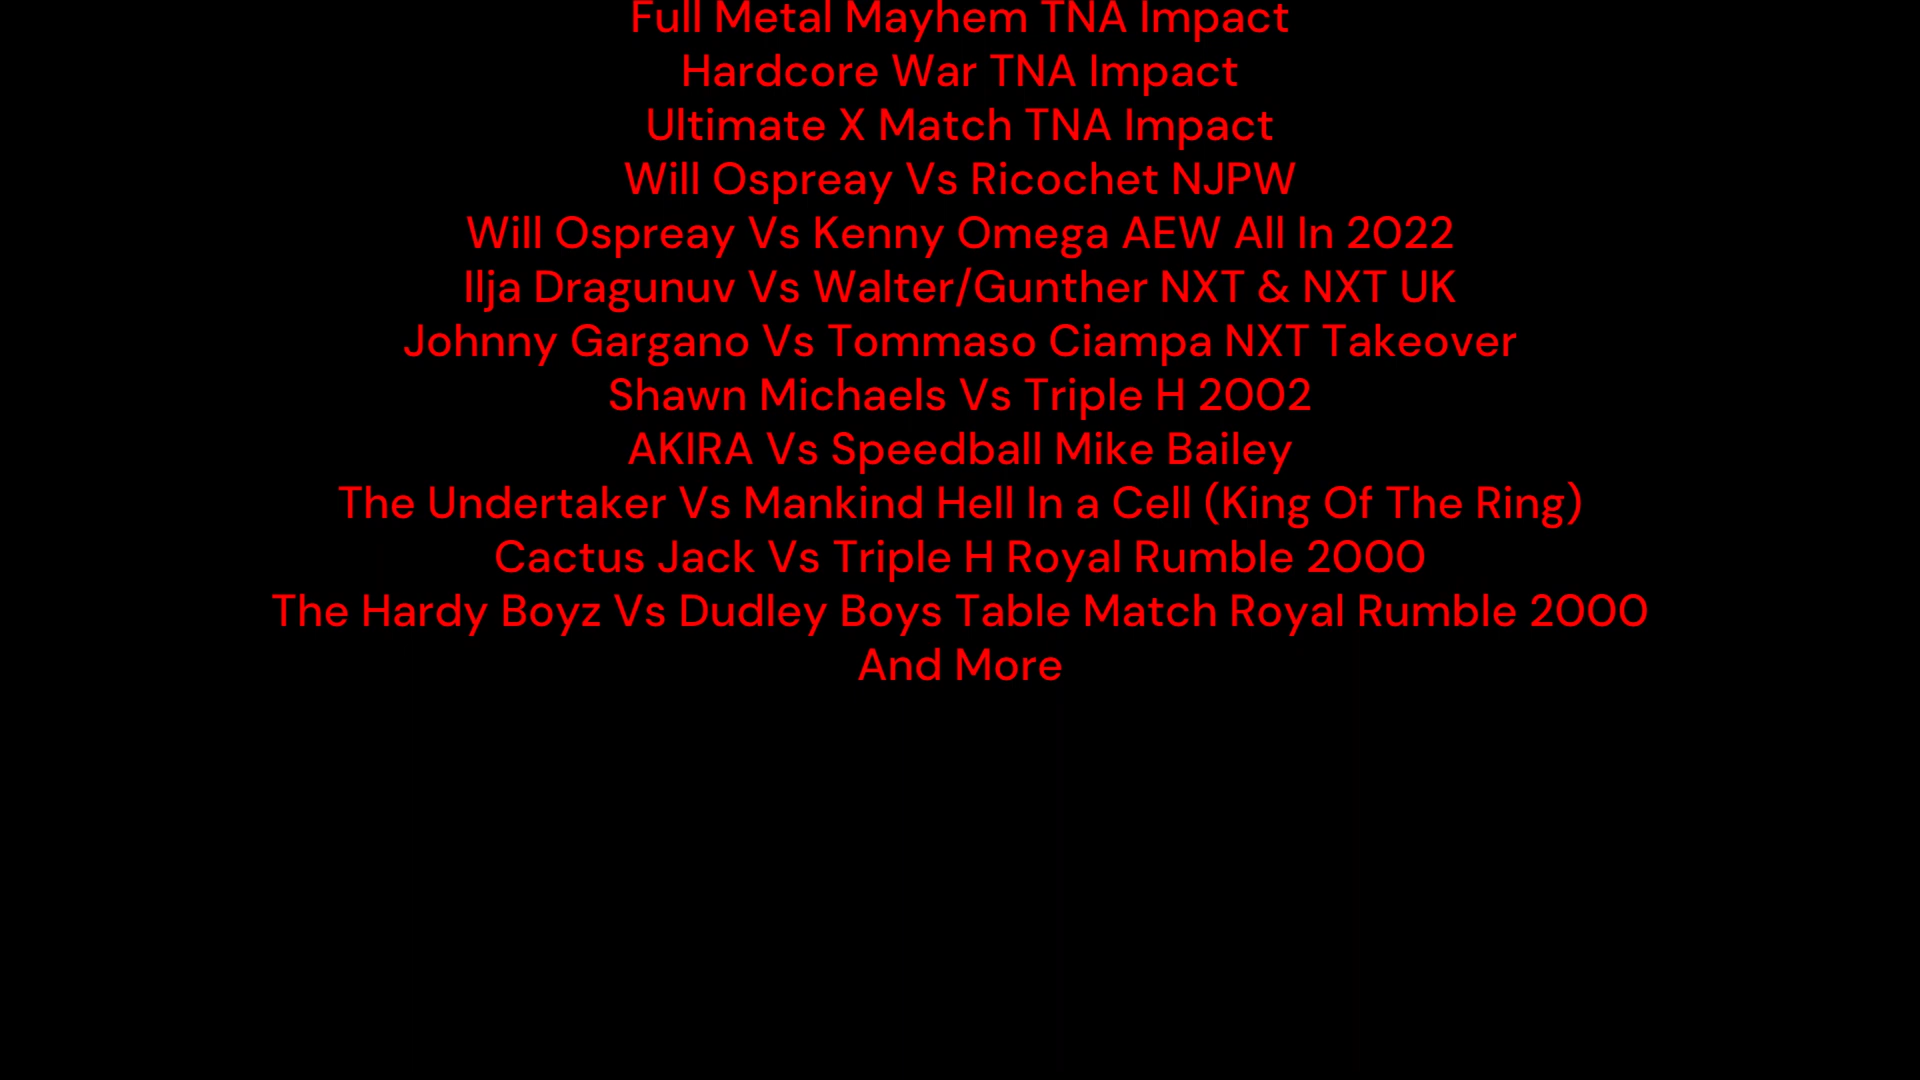 Full Metal Mayhem TNA Impact
Hardcore War TNA Impact
Ultimate X Match TNA Impact
Will Ospreay Vs Ricochet NJPW
Will Ospreay Vs Kenny Omega AEW All In 2022
Ilja Dragunuv Vs Walter/Gunther NXT & NXT UK
Johnny Gargano Vs Tommaso Ciampa NXT Takeover
Shawn Michaels Vs Triple H 2002
AKIRA Vs Speedball Mike Bailey
The Undertaker Vs Mankind Hell In a Cell (King Of The Ring)
Cactus Jack Vs Triple H Royal Rumble 2000
The Hardy Boyz Vs Dudley Boys Table Match Royal Rumble 2000
And More